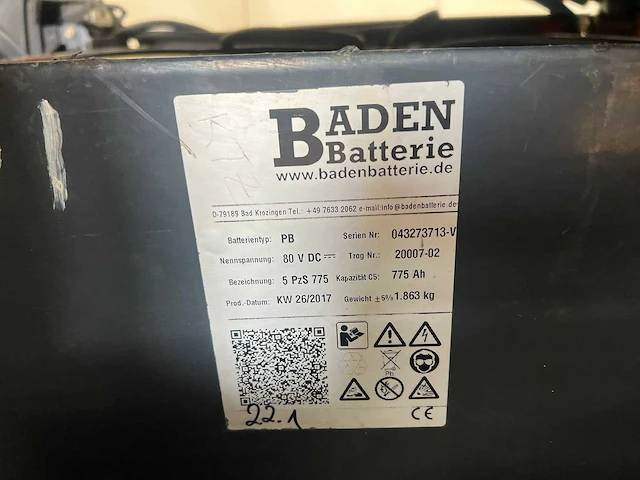 BADEN
Batterie
www.badenbatterie.de
D-79189 Bad Krozingen Tel.: +49 7633 2062 e-mail:info@badenbatterie.de
Batterietyp: PB Serien Nr: 043273713-V
Nennspannung: 80 V DC Trog Nr.: 20007-02
Bezeichnung: 5 PzS 775 Kapazität C5: 775 Ah
Prod.-Datum: KW 26/2017 Gewicht ±5% 1.863 kg
Pb
22.1
CE